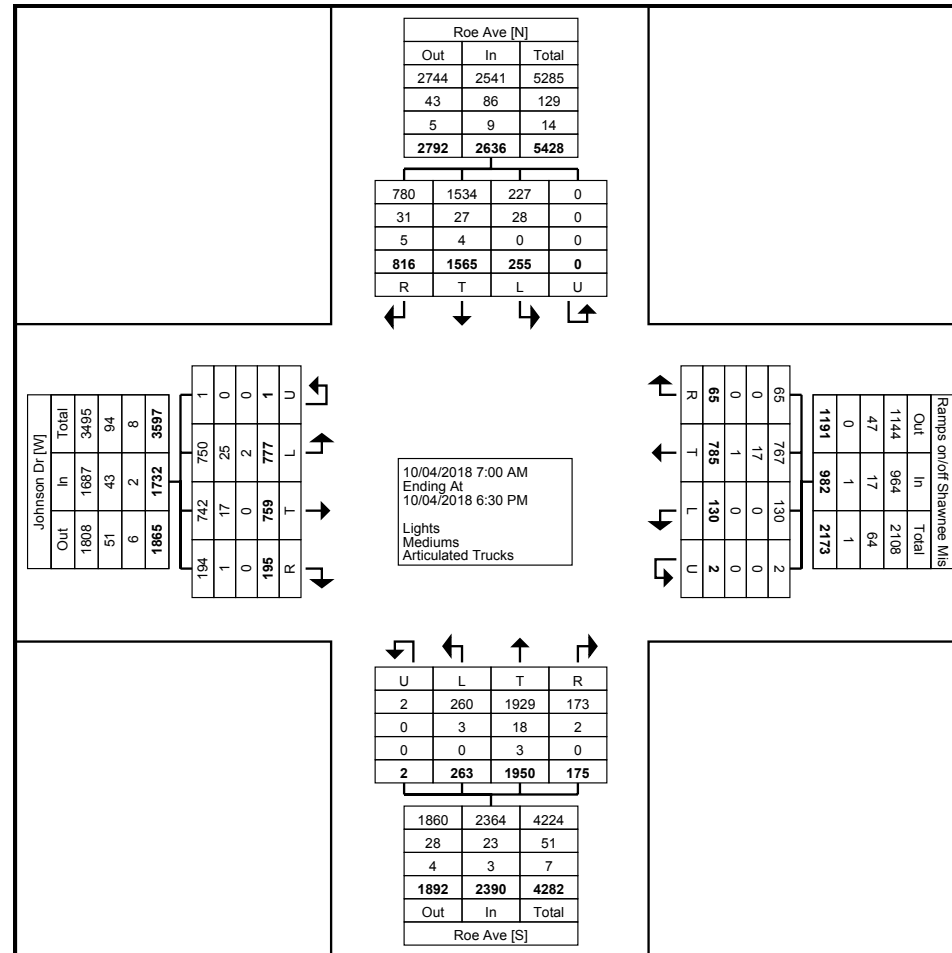 Roe Ave [N]
Out In Total
2744 2541 5285
43 86 129
5 9 14
2792 2636 5428
780 1534 227 0
31 27 28 0
5 4 0 0
816 1565 255 0
R T L U
Johnson Dr [W]
Total In Out
3495 1687 1808
94 43 51
8 2 6
3597 1732 1865
1 750 742 194
0 25 17 1
0 2 0 0
1 777 759 195
U L T R
10/04/2018 7:00 AM
Ending At
10/04/2018 6:30 PM
Lights
Mediums
Articulated Trucks
R T L U
65 785 130 2
0 1 0 0
0 17 0 0
65 767 130 2
1191 982 2173
0 1 1
47 17 64
1144 964 2108
Out In Total
Ramps on/off Shawnee Mis
U L T R
2 260 1929 173
0 3 18 2
0 0 3 0
2 263 1950 175
1860 2364 4224
28 23 51
4 3 7
1892 2390 4282
Out In Total
Roe Ave [S]